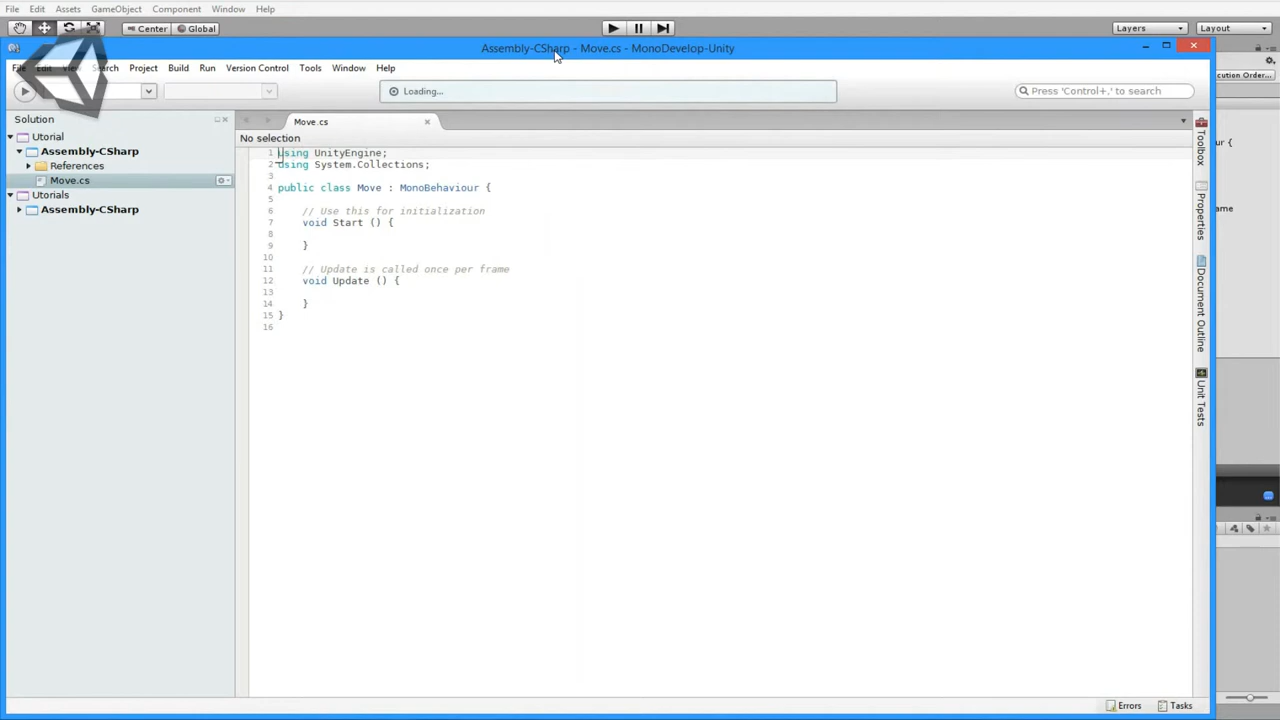 File Edit Assets GameObject Component Window Help
Center Global Layers Layout
Assembly-CSharp - Move.cs - MonoDevelop-Unity
File Edit View Search Project Build Run Version Control Tools Window Help
Loading...
Press 'Control+,' to search
cution Order...
Solution
Utorial
Assembly-CSharp
References
Move.cs
Utorials
Assembly-CSharp
Move.cs
No selection
1 using UnityEngine;
2 using System.Collections;
3
4 public class Move : MonoBehaviour {
5
6 // Use this for initialization
7 void Start () {
8
9 }
10
11 // Update is called once per frame
12 void Update () {
13
14 }
15 }
16
Toolbox
Properties
Document Outline
Unit Tests
ur {
ame
Errors Tasks